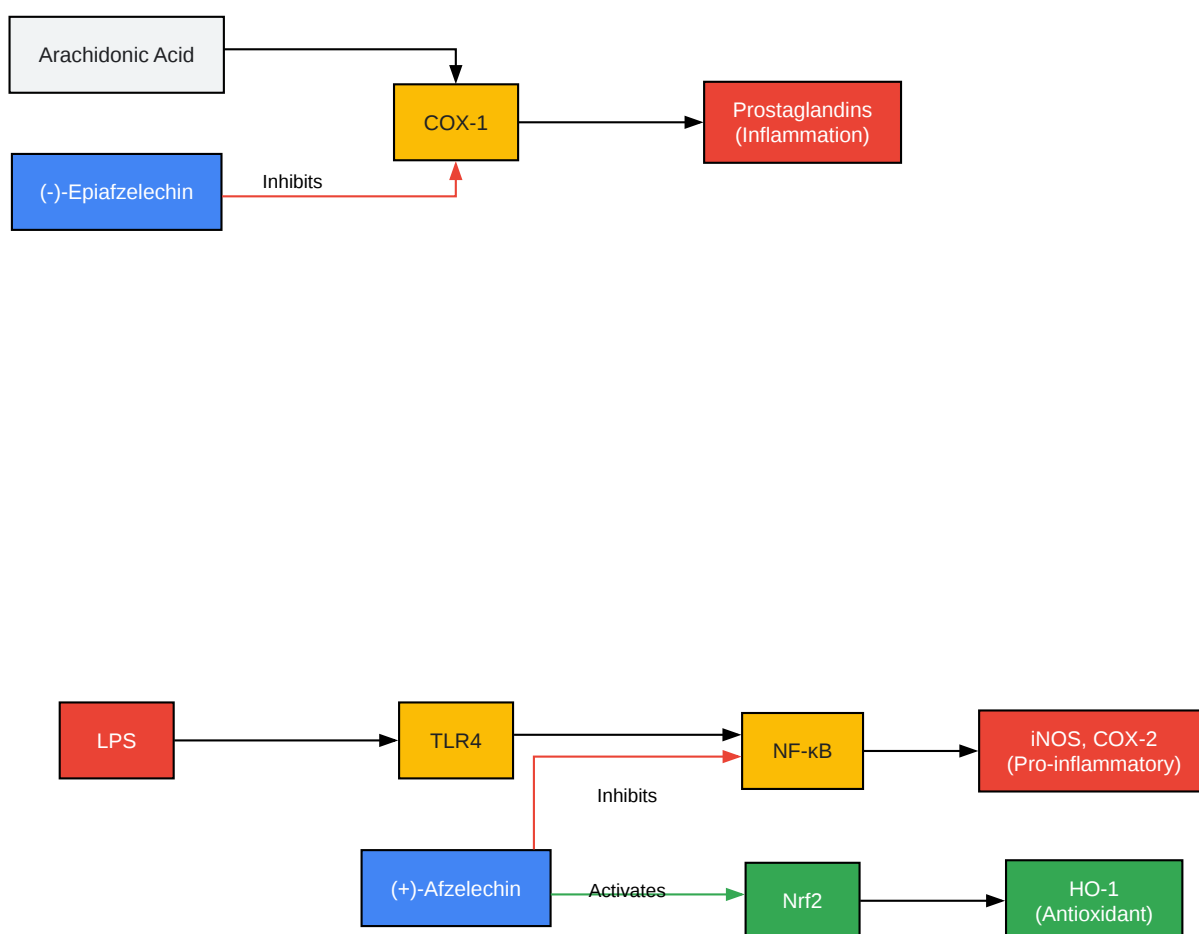 Arachidonic Acid
COX-1
Prostaglandins
(Inflammation)
(-)-Epiafzelechin
Inhibits
LPS
TLR4
NF-κB
iNOS, COX-2
(Pro-inflammatory)
Inhibits
(+)-Afzelechin
Activates
Nrf2
HO-1
(Antioxidant)